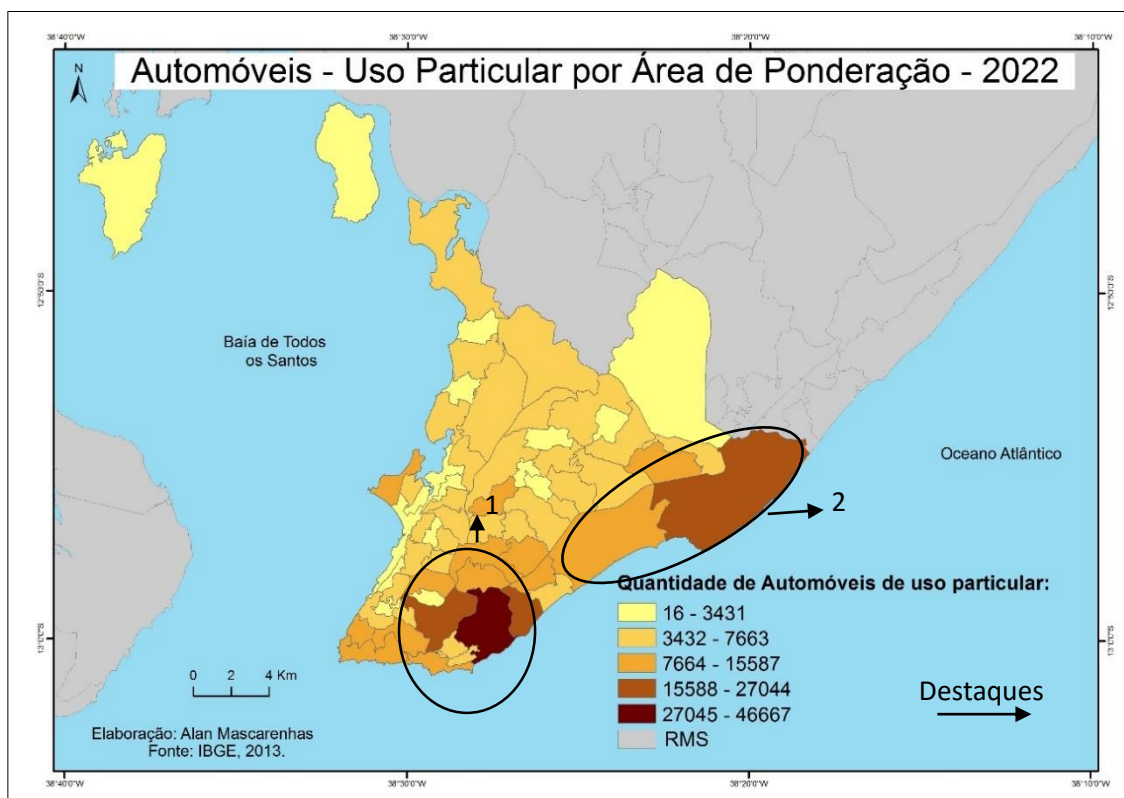 38°40'0"W
38°30'0"W
38°20'0"W
38°10'0"W
Automóveis - Uso Particular por Área de Ponderação - 2022
N
12°50'0"S
12°50'0"S
Baía de Todos
os Santos
Oceano Atlântico
1
2
13°0'0"S
13°0'0"S
Quantidade de Automóveis de uso particular:
16 - 3431
3432 - 7663
7664 - 15587
15588 - 27044
27045 - 46667
RMS
Destaques
0 2 4 Km
Elaboração: Alan Mascarenhas
Fonte: IBGE, 2013.
38°40'0"W
38°30'0"W
38°20'0"W
38°10'0"W